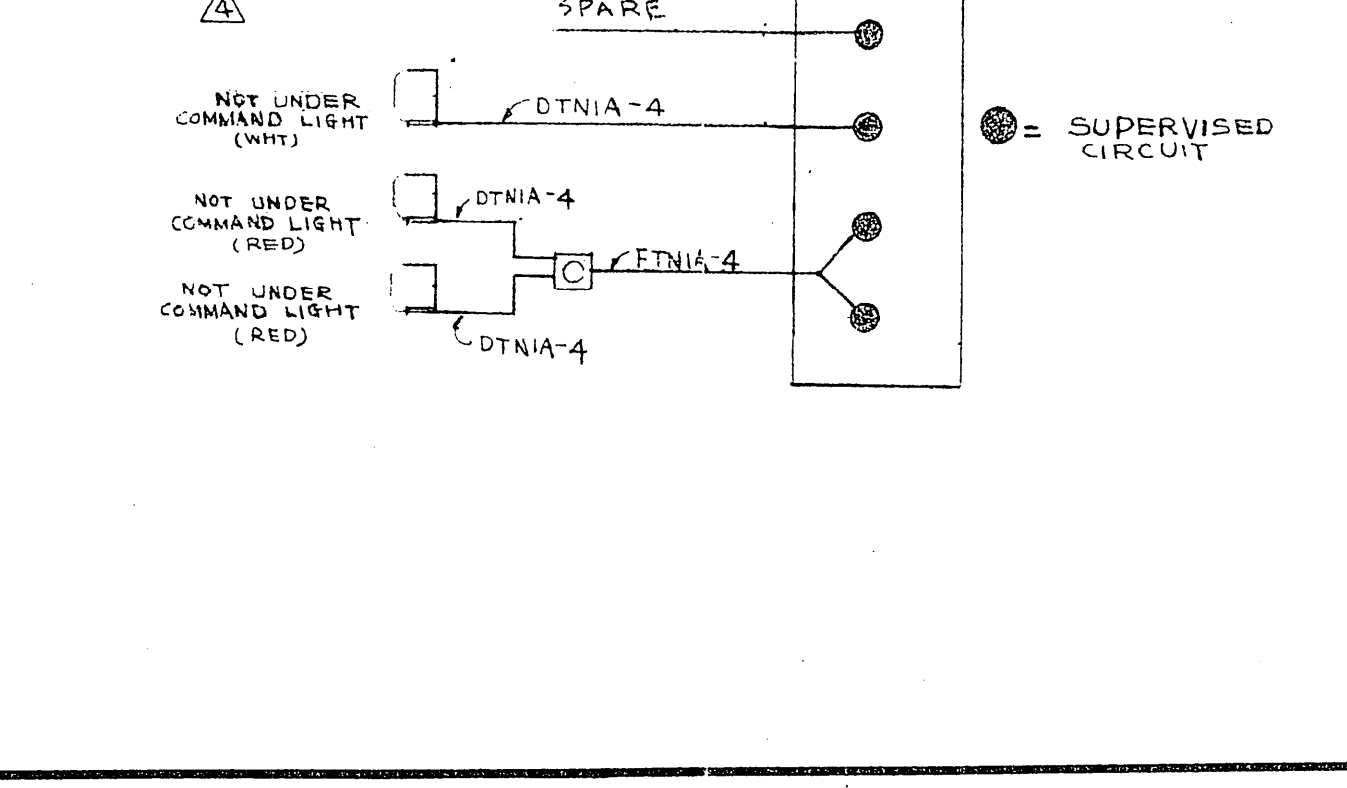 4
SPARE
NOT UNDER
COMMAND LIGHT
(WHT)
DTNIA-4
= SUPERVISED
CIRCUIT
NOT UNDER
COMMAND LIGHT
(RED)
DTNIA-4
C
FTNIA-4
NOT UNDER
COMMAND LIGHT
(RED)
DTNIA-4